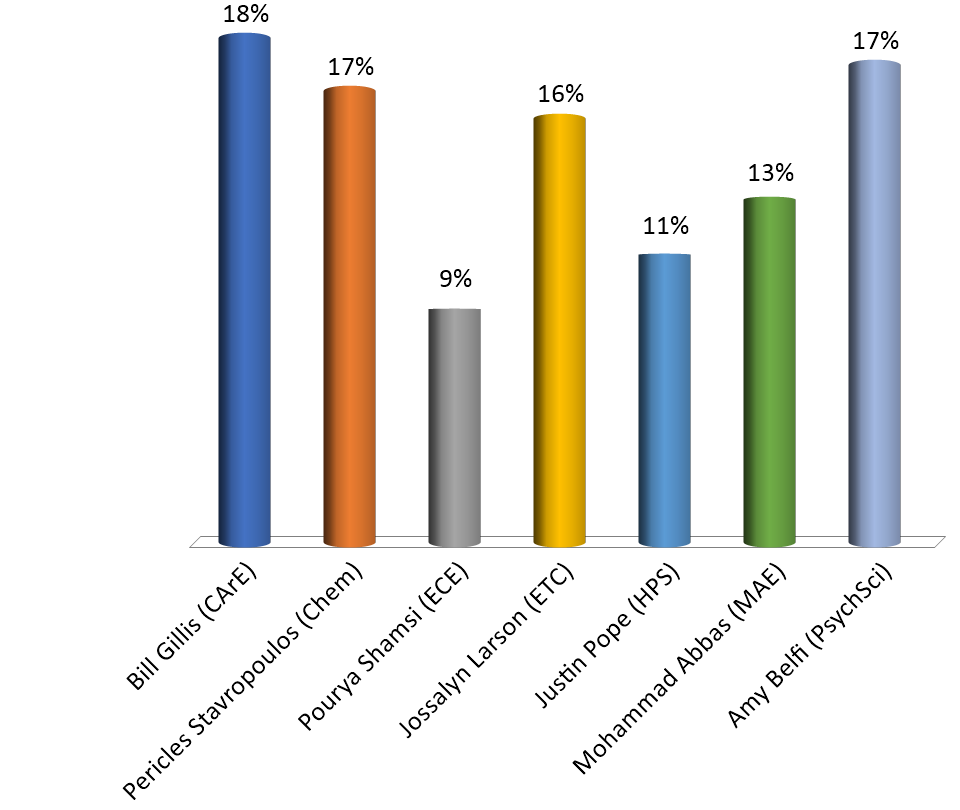 18%
17%
9%
16%
11%
13%
17%
Bill Gillis (CArE)
Pericles Stavropoulos (Chem)
Pourya Shamsi (ECE)
Jossalyn Larson (ETC)
Justin Pope (HPS)
Mohammad Abbas (MAE)
Amy Belfi (PsychSci)